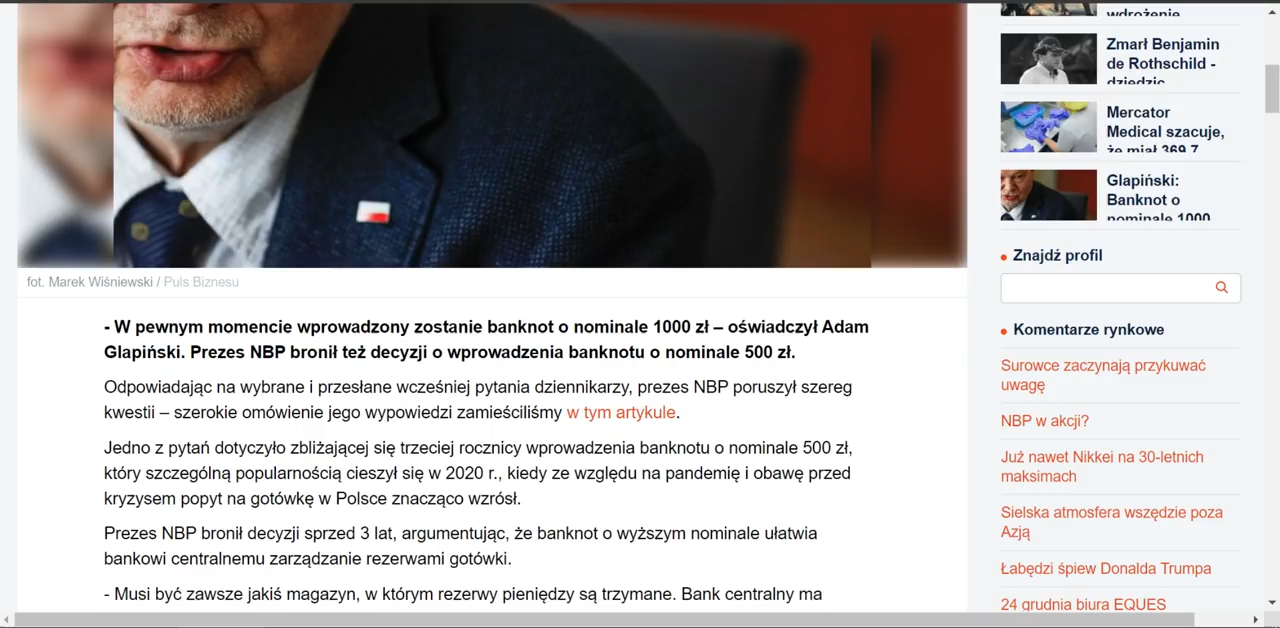 fot. Marek Wiśniewski / Puls Biznesu
- W pewnym momencie wprowadzony zostanie banknot o nominale 1000 zł – oświadczył Adam
Glapiński. Prezes NBP bronił też decyzji o wprowadzenia banknotu o nominale 500 zł.
Odpowiadając na wybrane i przesłane wcześniej pytania dziennikarzy, prezes NBP poruszył szereg
kwestii – szerokie omówienie jego wypowiedzi zamieściliśmy w tym artykule.
Jedno z pytań dotyczyło zbliżającej się trzeciej rocznicy wprowadzenia banknotu o nominale 500 zł,
który szczególną popularnością cieszył się w 2020 r., kiedy ze względu na pandemię i obawę przed
kryzysem popyt na gotówkę w Polsce znacząco wzrósł.
Prezes NBP bronił decyzji sprzed 3 lat, argumentując, że banknot o wyższym nominale ułatwia
bankowi centralnemu zarządzanie rezerwami gotówki.
- Musi być zawsze jakiś magazyn, w którym rezerwy pieniędzy są trzymane. Bank centralny ma
wdrożenie
Zmarł Benjamin
de Rothschild -
dziedzic
Mercator
Medical szacuje,
że miał 369,7
Glapiński:
Banknot o
nominale 1000
Znajdź profil
Komentarze rynkowe
Surowce zaczynają przykuwać
uwagę
NBP w akcji?
Już nawet Nikkei na 30-letnich
maksimach
Sielska atmosfera wszędzie poza
Azją
Łabędzi śpiew Donalda Trumpa
24 grudnia biura EQUES